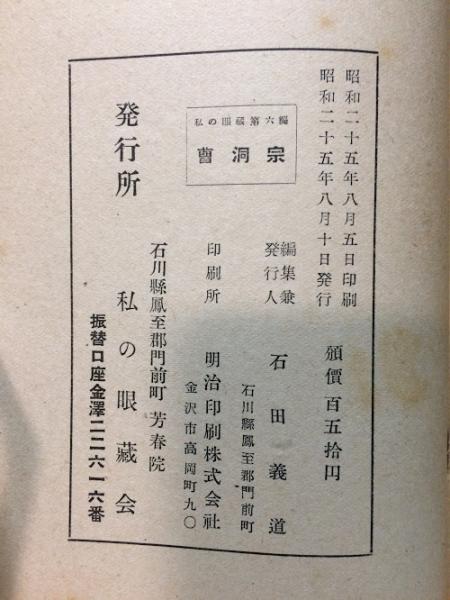 昭和二十五年八月五日印刷
昭和二十五年八月十日発行
頒價 百五拾円
私の眼蔵第六編
曹洞宗
編集兼
発行人
石田義道
石川縣鳳至郡門前町
印刷所
明治印刷株式会社
金沢市高岡町九〇
石川縣鳳至郡門前町 芳春院
発行所
私の眼藏会
振替口座金澤二二六一六番